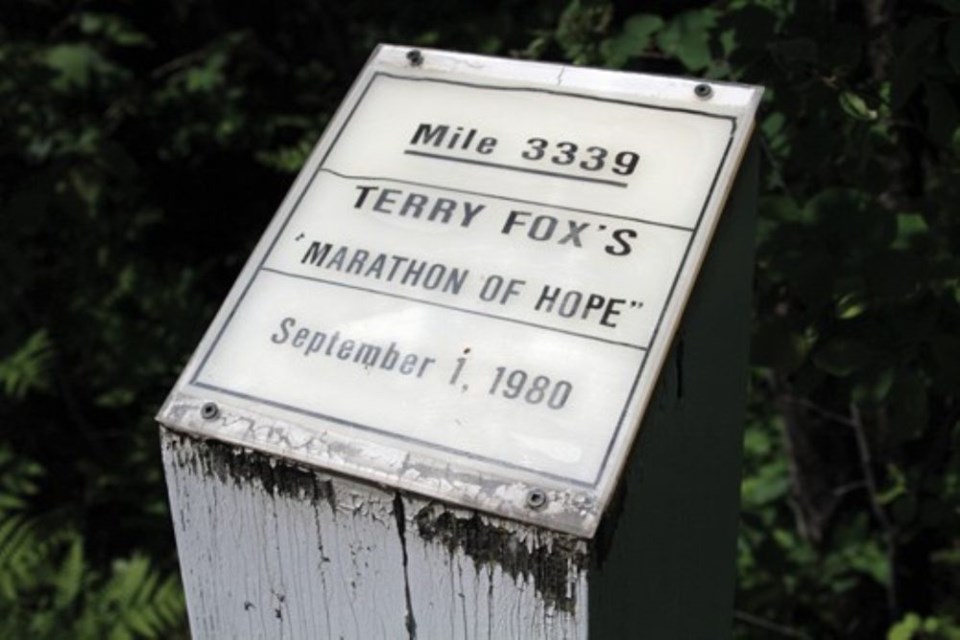 Mile 3339
TERRY FOX'S
"MARATHON OF HOPE"
September 1, 1980